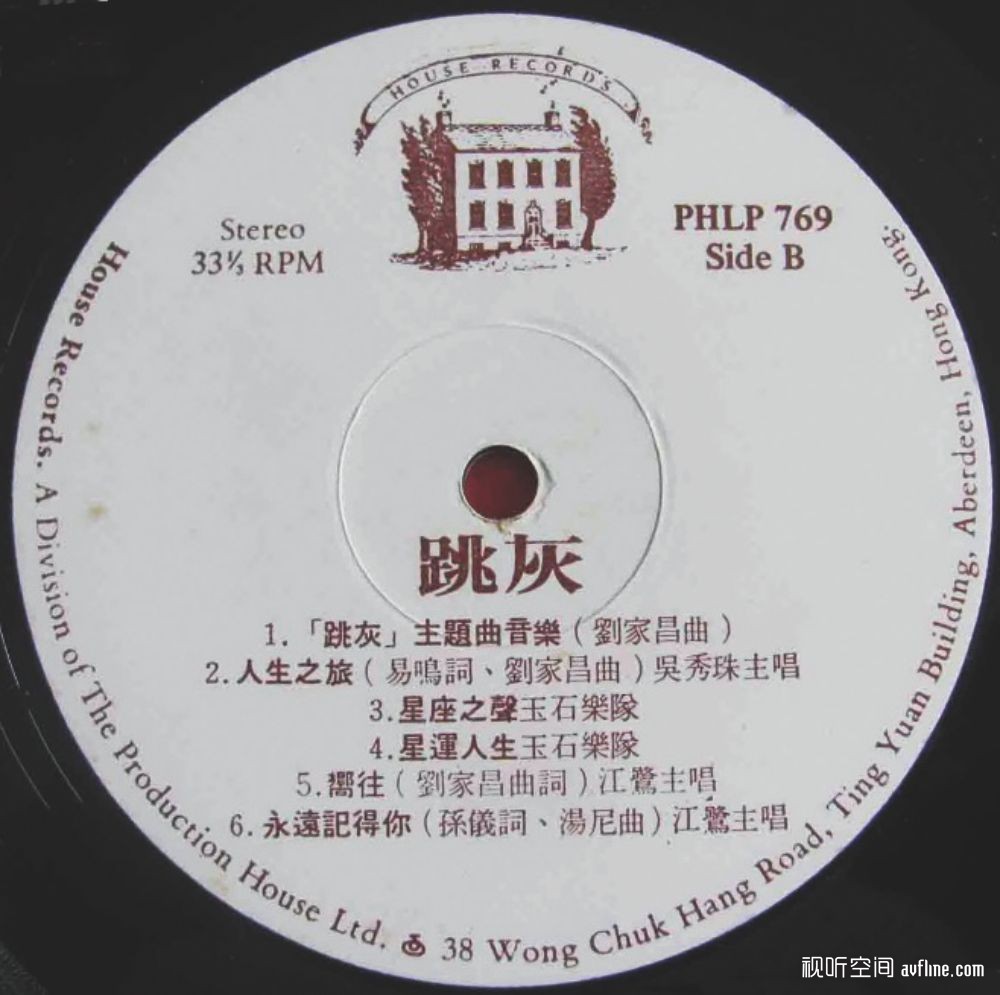 HOUSE RECORDS
Stereo
33⅓ RPM
PHLP 769
Side B
跳灰
1.「跳灰」主題曲音樂（劉家昌曲）
2.人生之旅（易鳴詞、劉家昌曲）吳秀珠主唱
3.星座之聲玉石樂隊
4.星運人生玉石樂隊
5.嚮往（劉家昌曲詞）江鷺主唱
6.永遠記得你（孫儀詞、湯尼曲）江鷺主唱
House Records. A Division of The Production House Ltd. 38 Wong Chuk Hang Road, Ting Yuan Building, Aberdeen, Hong Kong.
视听空间 avfline.com